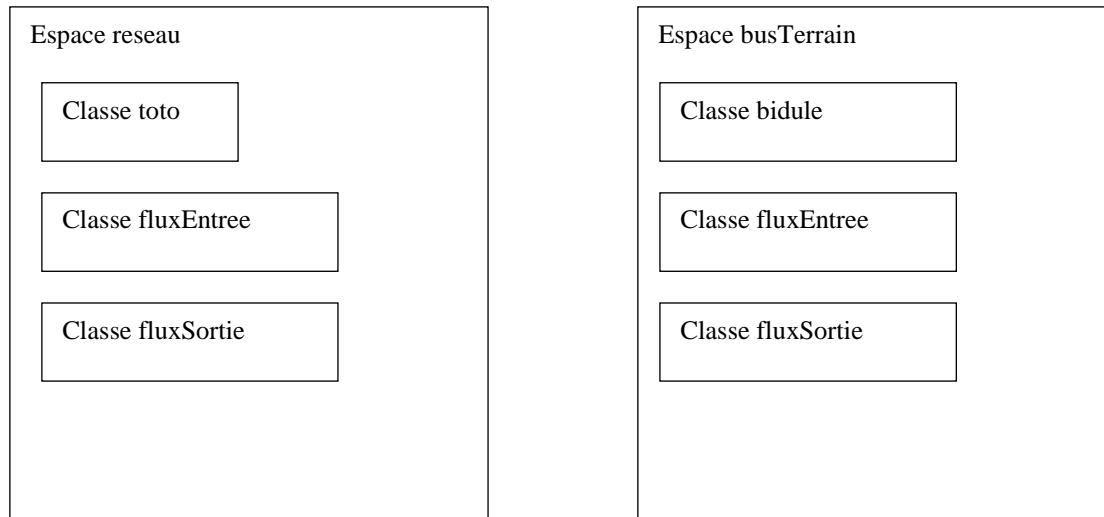 Espace reseau
Classe toto
Classe fluxEntree
Classe fluxSortie
Espace busTerrain
Classe bidule
Classe fluxEntree
Classe fluxSortie